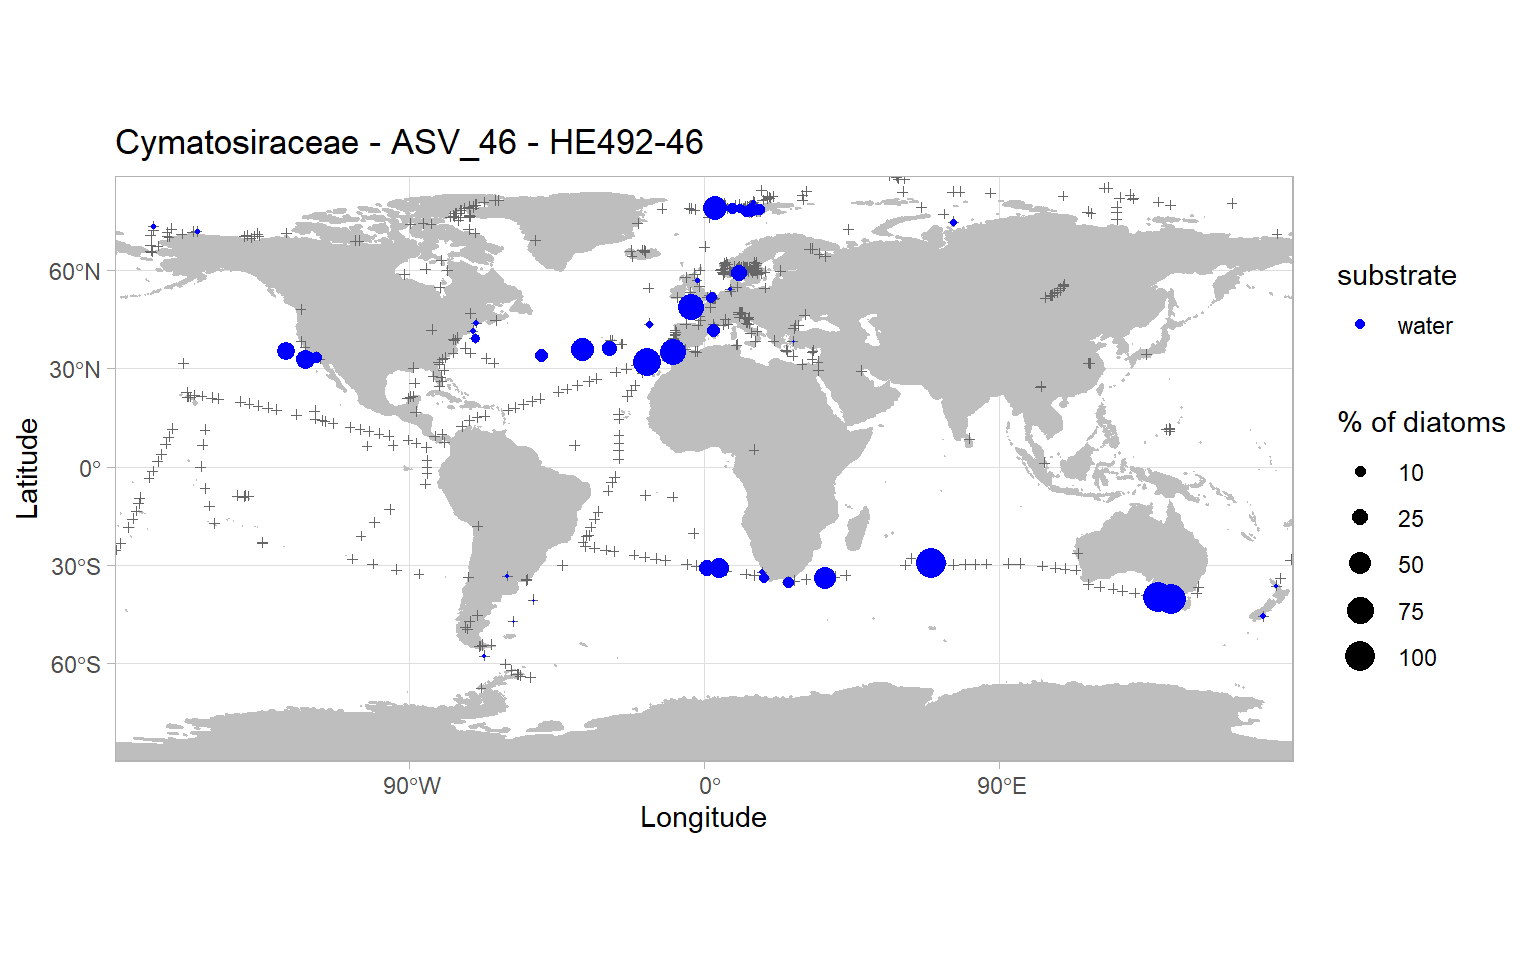 Cymatosiraceae - ASV_46 - HE492-46
60°N
30°N
0°
30°S
60°S
Latitude
90°W
0°
90°E
Longitude
substrate
water
% of diatoms
10
25
50
75
100